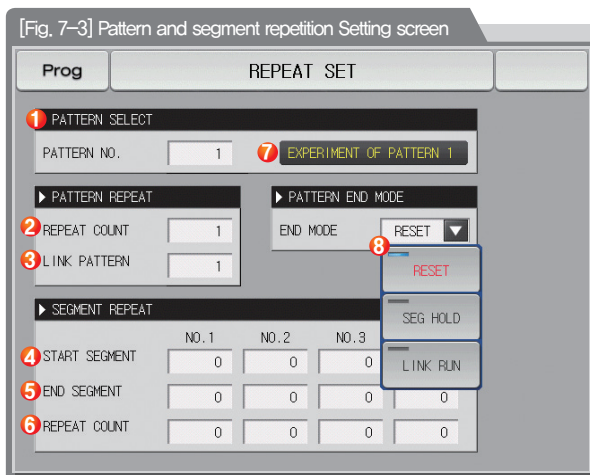 [Fig. 7-3] Pattern and segment repetition Setting screen
Prog
REPEAT SET
1 PATTERN SELECT
PATTERN NO. 1 7 EXPERIMENT OF PATTERN 1
▶ PATTERN REPEAT
▶ PATTERN END MODE
2 REPEAT COUNT 1
END MODE RESET ▼
3 LINK PATTERN 1
8 RESET
SEG HOLD
LINK RUN
▶ SEGMENT REPEAT
NO.1 NO.2 NO.3
4 START SEGMENT 0 0 0
5 END SEGMENT 0 0 0 0
6 REPEAT COUNT 0 0 0 0